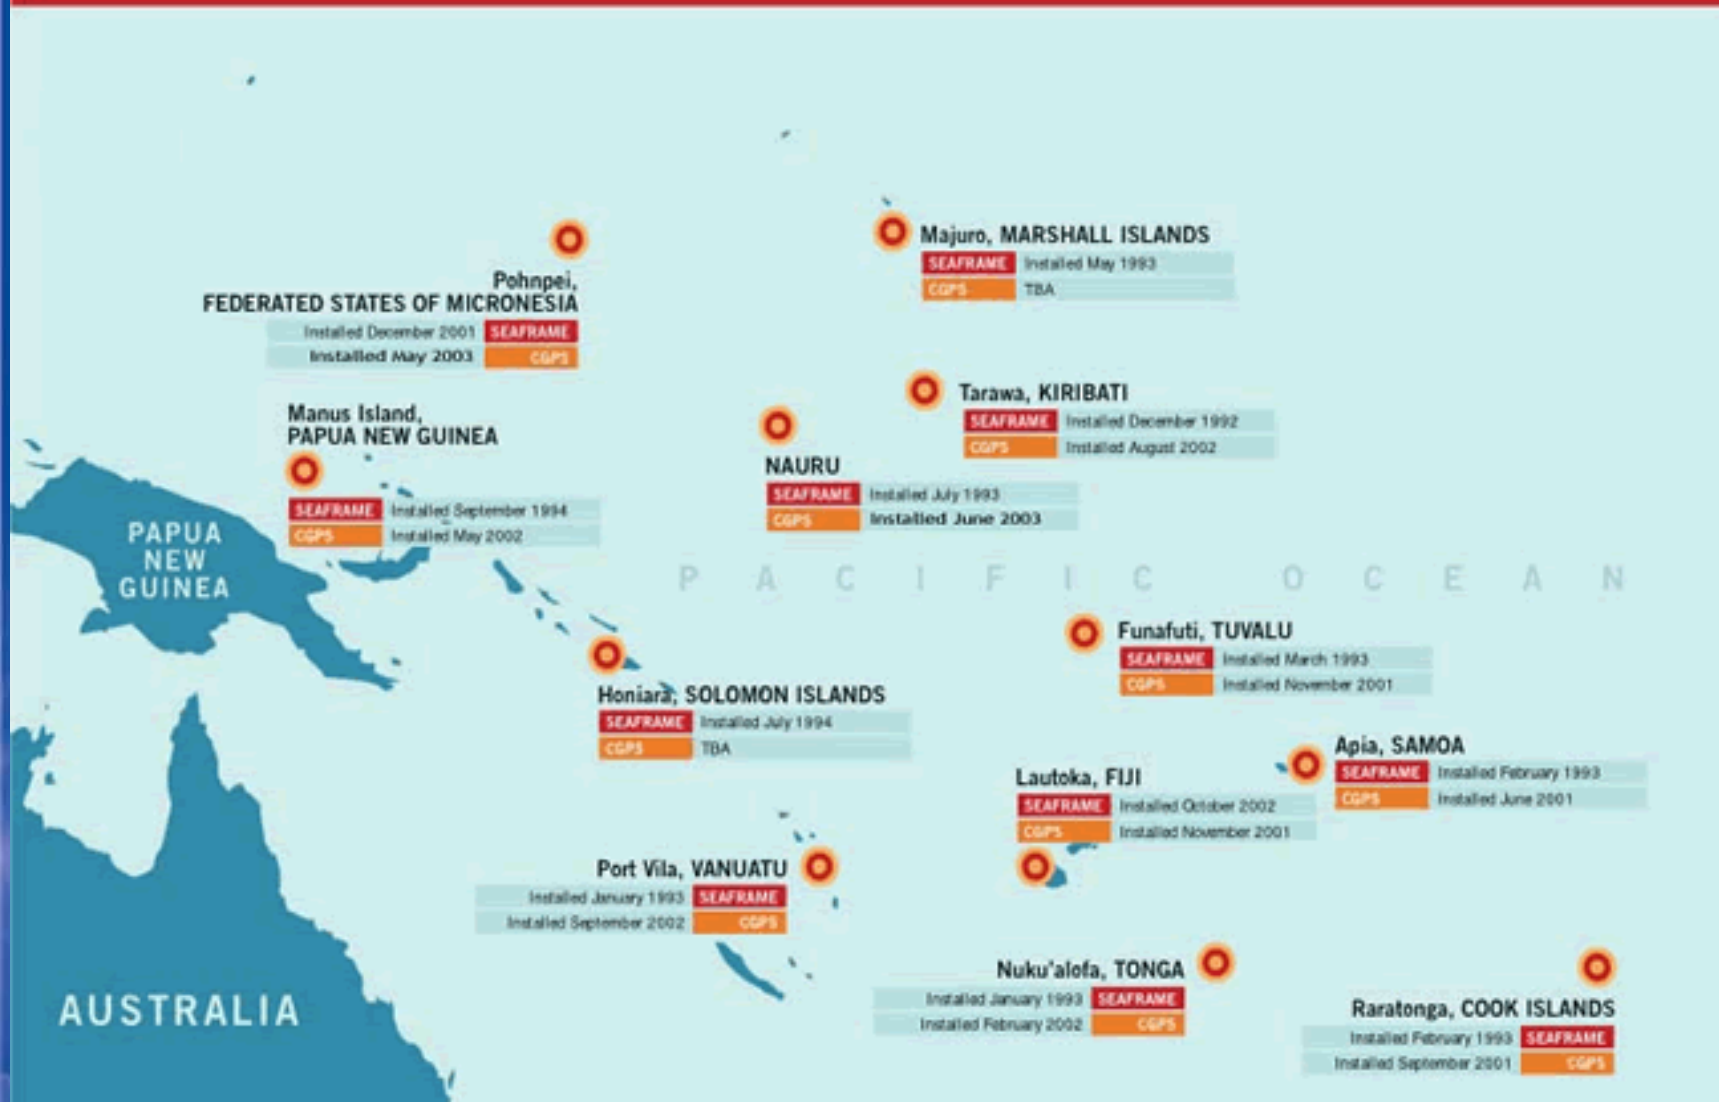 Majuro, MARSHALL ISLANDS
SEAFRAME Installed May 1993
CGPS TBA
Pohnpei,
FEDERATED STATES OF MICRONESIA
Installed December 2001 SEAFRAME
Installed May 2003 CGPS
Tarawa, KIRIBATI
SEAFRAME Installed December 1992
CGPS Installed August 2002
Manus Island,
PAPUA NEW GUINEA
SEAFRAME Installed September 1994
CGPS Installed May 2002
NAURU
SEAFRAME Installed July 1993
CGPS Installed June 2003
PAPUA
NEW
GUINEA
PACIFIC OCEAN
Funafuti, TUVALU
SEAFRAME Installed March 1993
CGPS Installed November 2001
Honiara, SOLOMON ISLANDS
SEAFRAME Installed July 1994
CGPS TBA
Apia, SAMOA
SEAFRAME Installed February 1993
CGPS Installed June 2001
Lautoka, FIJI
SEAFRAME Installed October 2002
CGPS Installed November 2001
Port Vila, VANUATU
Installed January 1993 SEAFRAME
Installed September 2002 CGPS
Nuku'alofa, TONGA
Installed January 1993 SEAFRAME
Installed February 2002 CGPS
AUSTRALIA
Raratonga, COOK ISLANDS
Installed February 1993 SEAFRAME
Installed September 2001 CGPS